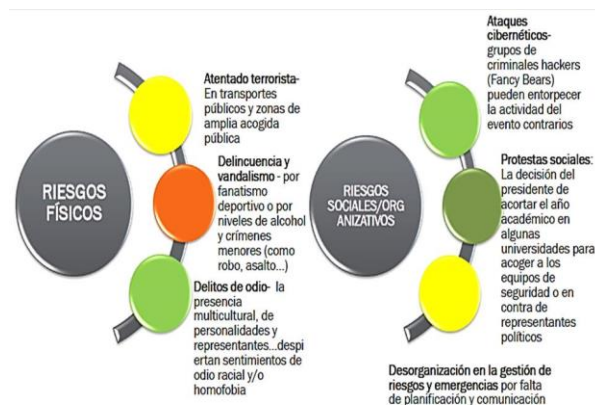 RIESGOS
FÍSICOS
Atentado terrorista-
En transportes
públicos y zonas de
amplia acogida
pública
Delincuencia y
vandalismo - por
fanatismo
deportivo o por
niveles de alcohol
y crímenes
menores (como
robo, asalto...)
Delitos de odio- la
presencia
multicultural, de
personalidades y
representantes...despi
ertan sentimientos de
odio racial y/o
homofobia
RIESGOS
SOCIALES/ORG
ANIZATIVOS
Ataques
cibernéticos-
grupos de
criminales hackers
(Fancy Bears)
pueden entorpecer
la actividad del
evento contrarios
Protestas sociales:
La decisión del
presidente de
acortar el año
académico en
algunas
universidades para
acoger a los
equipos de
seguridad o en
contra de
representantes
políticos
Desorganización en la gestión de
riesgos y emergencias por falta
de planificación y comunicación